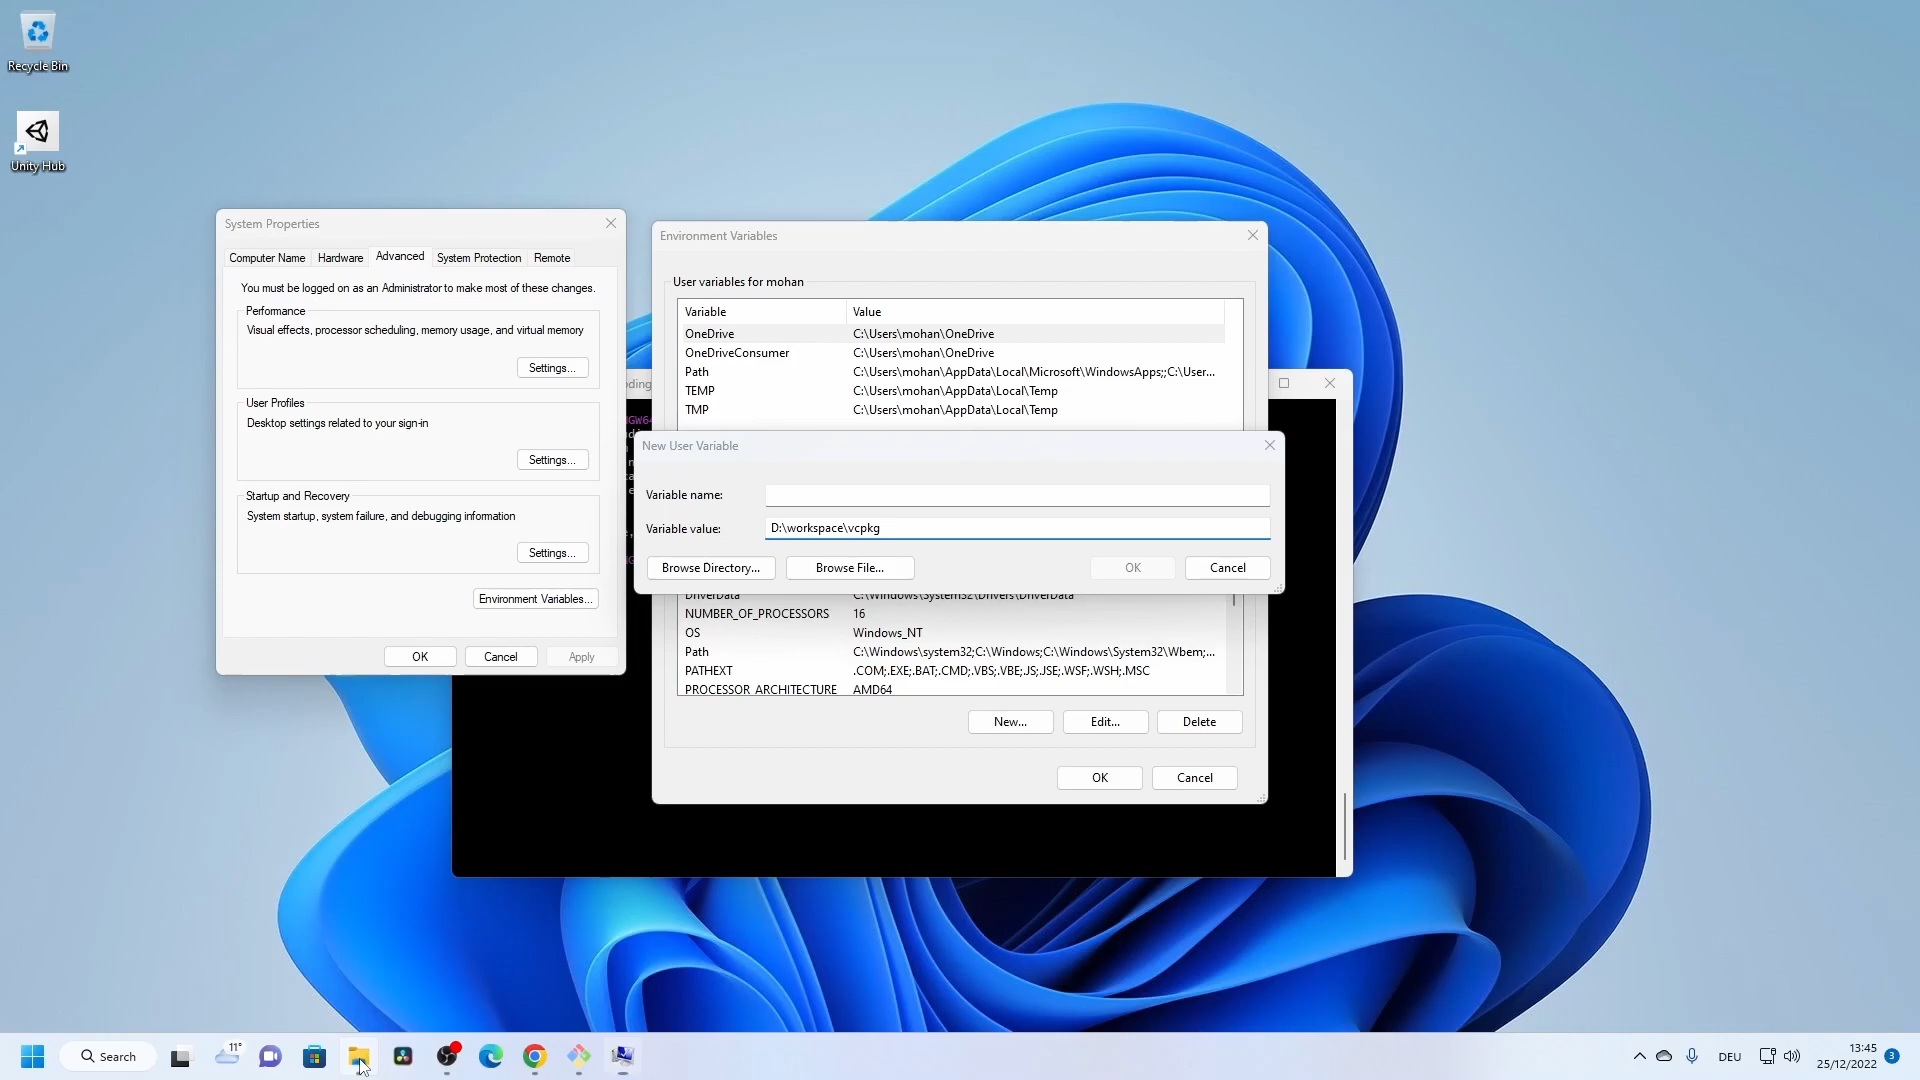 Recycle Bin
Unity Hub
System Properties
Computer Name
Hardware
Advanced
System Protection
Remote
You must be logged on as an Administrator to make most of these changes.
Performance
Visual effects, processor scheduling, memory usage, and virtual memory
Settings...
User Profiles
Desktop settings related to your sign-in
Settings...
Startup and Recovery
System startup, system failure, and debugging information
Settings...
Environment Variables...
OK
Cancel
Apply
Environment Variables
User variables for mohan
Variable Value
OneDrive C:\Users\mohan\OneDrive
OneDriveConsumer C:\Users\mohan\OneDrive
Path C:\Users\mohan\AppData\Local\Microsoft\WindowsApps;;C:\User...
TEMP C:\Users\mohan\AppData\Local\Temp
TMP C:\Users\mohan\AppData\Local\Temp
New User Variable
Variable name:
Variable value: D:\workspace\vcpkg
Browse Directory...
Browse File...
OK
Cancel
DriverData C:\Windows\System32\Drivers\DriverData
NUMBER_OF_PROCESSORS 16
OS Windows_NT
Path C:\Windows\system32;C:\Windows;C:\Windows\System32\Wbem;...
PATHEXT .COM;.EXE;.BAT;.CMD;.VBS;.VBE;.JS;.JSE;.WSF;.WSH;.MSC
PROCESSOR_ARCHITECTURE AMD64
New...
Edit...
Delete
OK
Cancel
Search
11°
DEU
13:45
25/12/2022
3